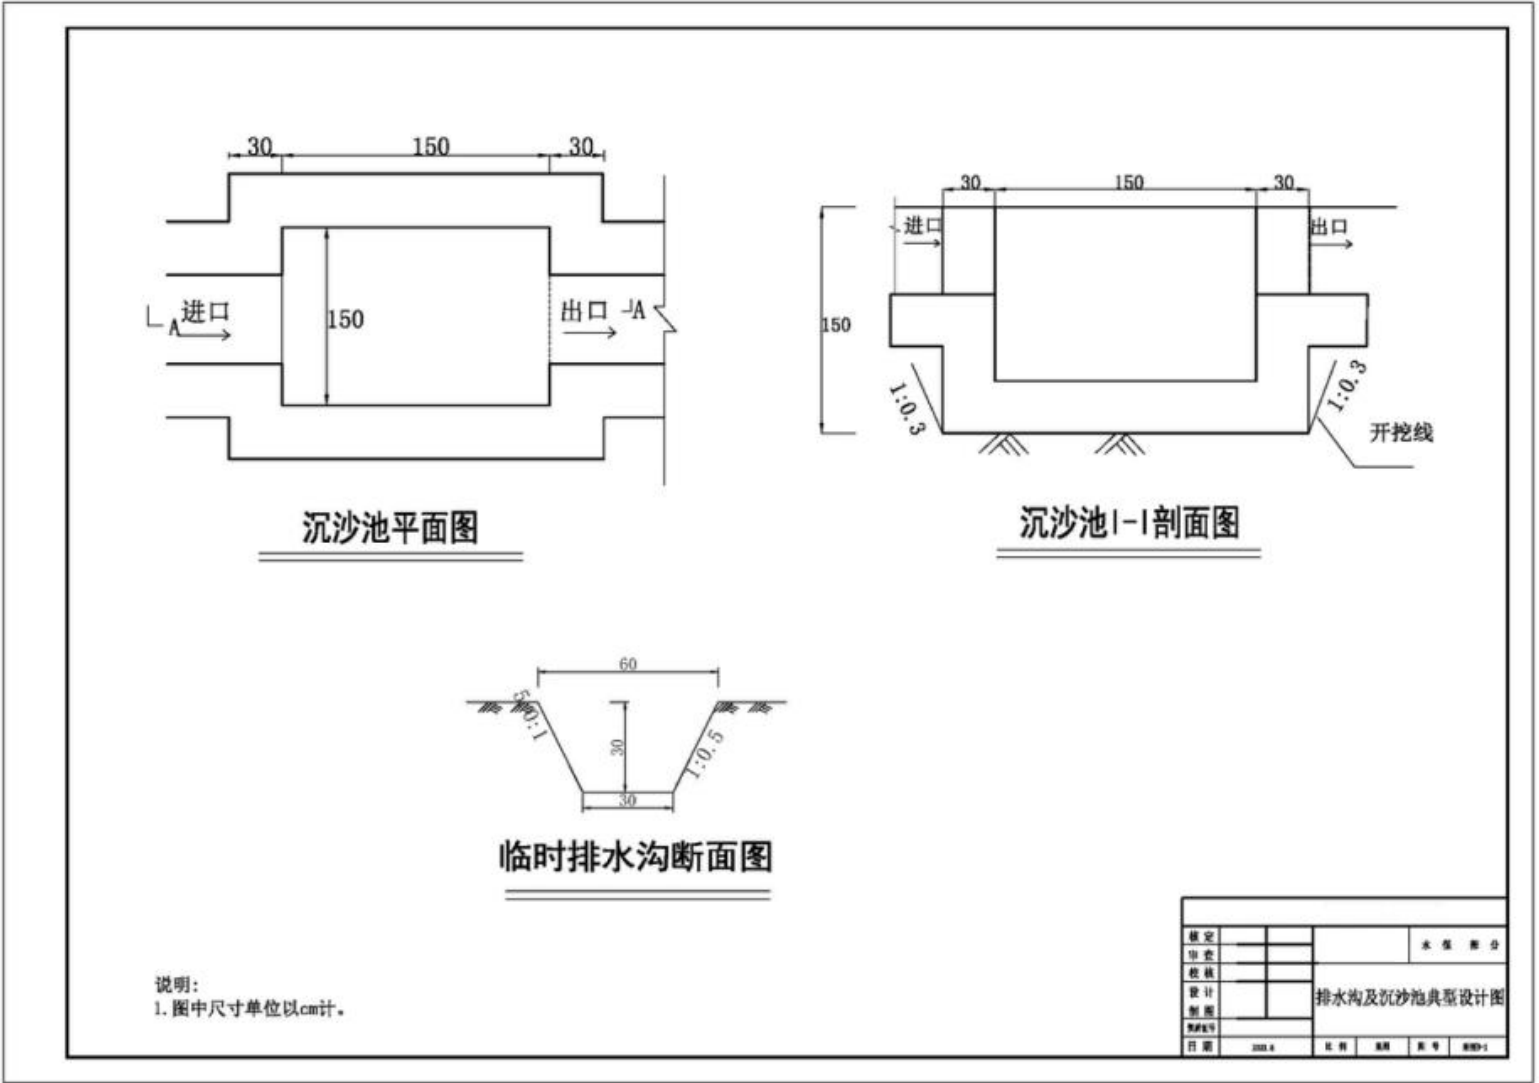 30 150 30
150
A 进口
出口 A
沉沙池平面图
30 150 30
进口
出口
150
1:0.3
1:0.3
开挖线
沉沙池I-I剖面图
60
30
1:0.5
30
临时排水沟断面图
说明:
1.图中尺寸单位以cm计。
核 定
水 保 部 分
审 查
校 核
设 计
排水沟及沉沙池典型设计图
制 图
日 期
比 例
图 号